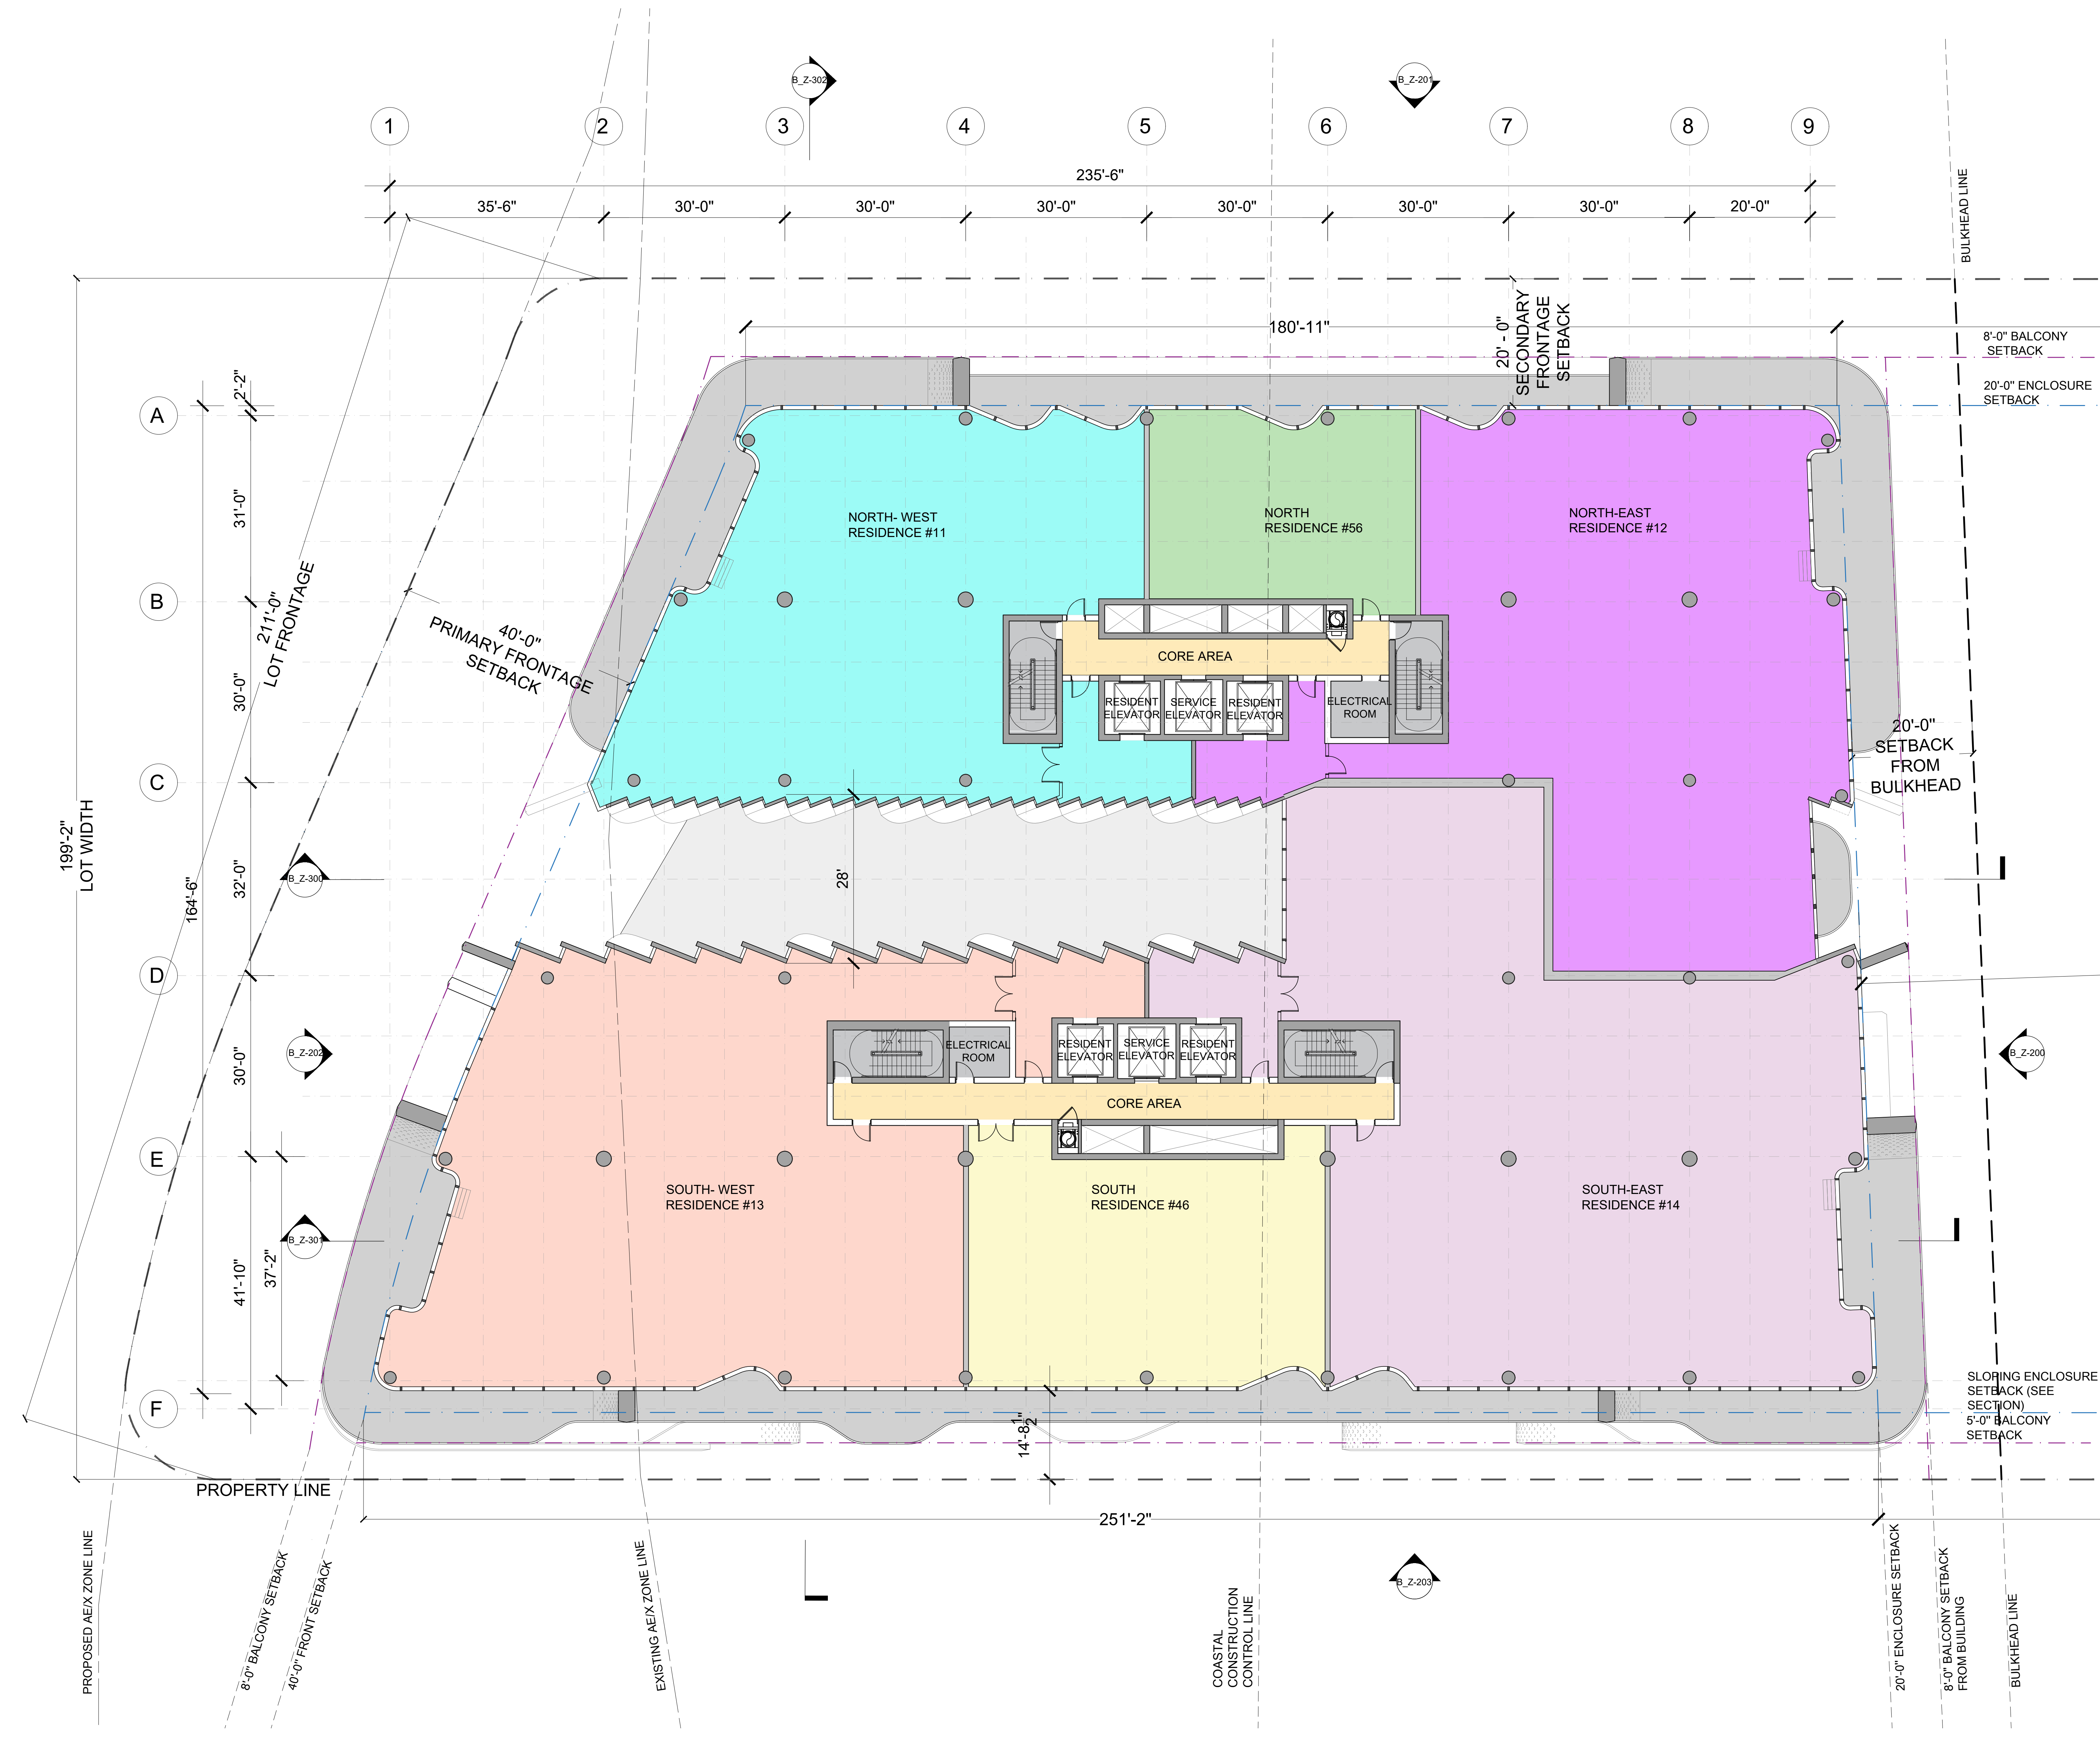 B_Z-302
B_Z-201
1
2
3
4
5
6
7
8
9
235'-6"
35'-6"
30'-0"
30'-0"
30'-0"
30'-0"
30'-0"
30'-0"
20'-0"
BULKHEAD LINE
180'-11"
20' - 0"
SECONDARY
FRONTAGE
SETBACK
8'-0" BALCONY
SETBACK
20'-0" ENCLOSURE
SETBACK
2'-2"
A
31'-0"
NORTH- WEST
RESIDENCE #11
NORTH
RESIDENCE #56
NORTH-EAST
RESIDENCE #12
B
211'-0"
LOT FRONTAGE
40'-0"
PRIMARY FRONTAGE
SETBACK
CORE AREA
30'-0"
RESIDENT
ELEVATOR
SERVICE
ELEVATOR
RESIDENT
ELEVATOR
ELECTRICAL
ROOM
20'-0"
SETBACK
FROM
BULKHEAD
C
199'-2"
LOT WIDTH
164'-6"
32'-0"
B_Z-300
28'
D
B_Z-202
30'-0"
ELECTRICAL
ROOM
RESIDENT
ELEVATOR
SERVICE
ELEVATOR
RESIDENT
ELEVATOR
B_Z-200
CORE AREA
E
SOUTH- WEST
RESIDENCE #13
SOUTH
RESIDENCE #46
SOUTH-EAST
RESIDENCE #14
B_Z-301
41'-10"
37'-2"
F
14'-8 1/2"
SLOPING ENCLOSURE
SETBACK (SEE
SECTION)
5'-0" BALCONY
SETBACK
PROPERTY LINE
251'-2"
PROPOSED AE/X ZONE LINE
8'-0" BALCONY SETBACK
40'-0" FRONT SETBACK
EXISTING AE/X ZONE LINE
COASTAL
CONSTRUCTION
CONTROL LINE
B_Z-203
20'-0" ENCLOSURE SETBACK
8'-0" BALCONY SETBACK
FROM BUILDING
BULKHEAD LINE